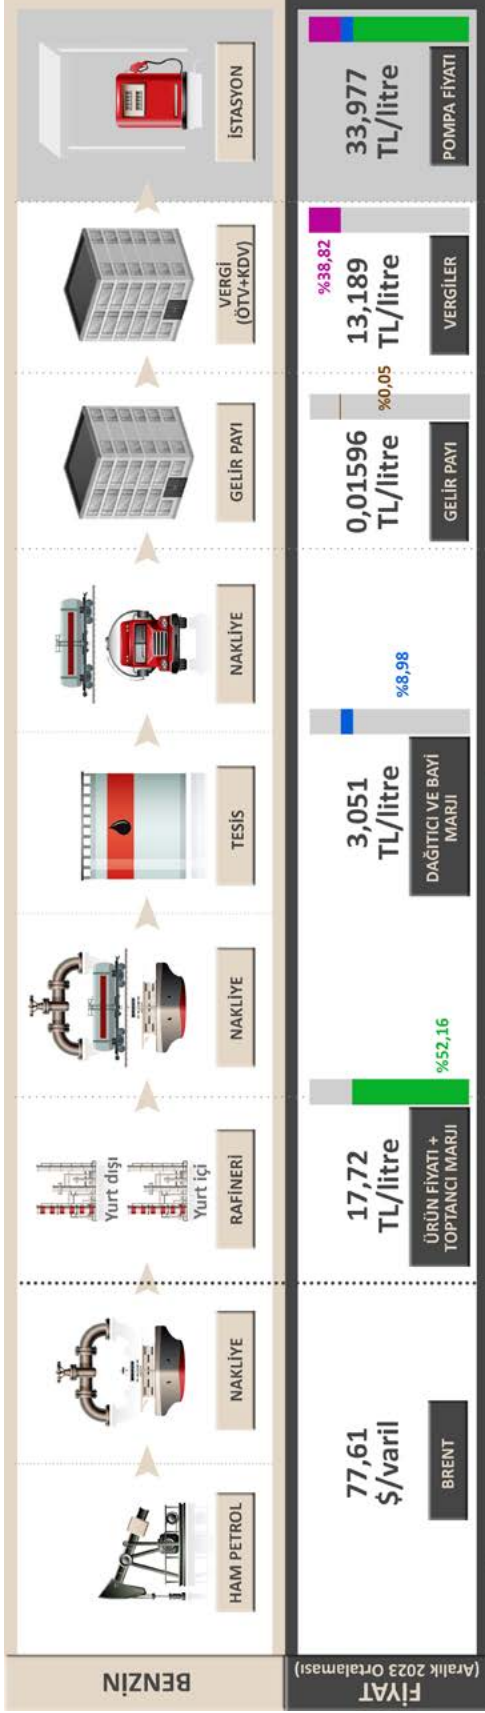 BENZİN
HAM PETROL
NAKLİYE
Yurt dışı
Yurt içi
RAFİNERİ
NAKLİYE
TESİS
NAKLİYE
GELİR PAYI
VERGİ
(ÖTV+KDV)
İSTASYON
FİYAT
(Aralık 2023 Ortalaması)
77,61
$/varil
BRENT
17,72
TL/litre
ÜRÜN FİYATI +
TOPTANCI MARJI
%52,16
3,051
TL/litre
DAĞITICI VE BAYİ
MARJI
%8,98
0,01596
TL/litre
GELİR PAYI
%0,05
13,189
TL/litre
VERGİLER
%38,82
33,977
TL/litre
POMPA FİYATI